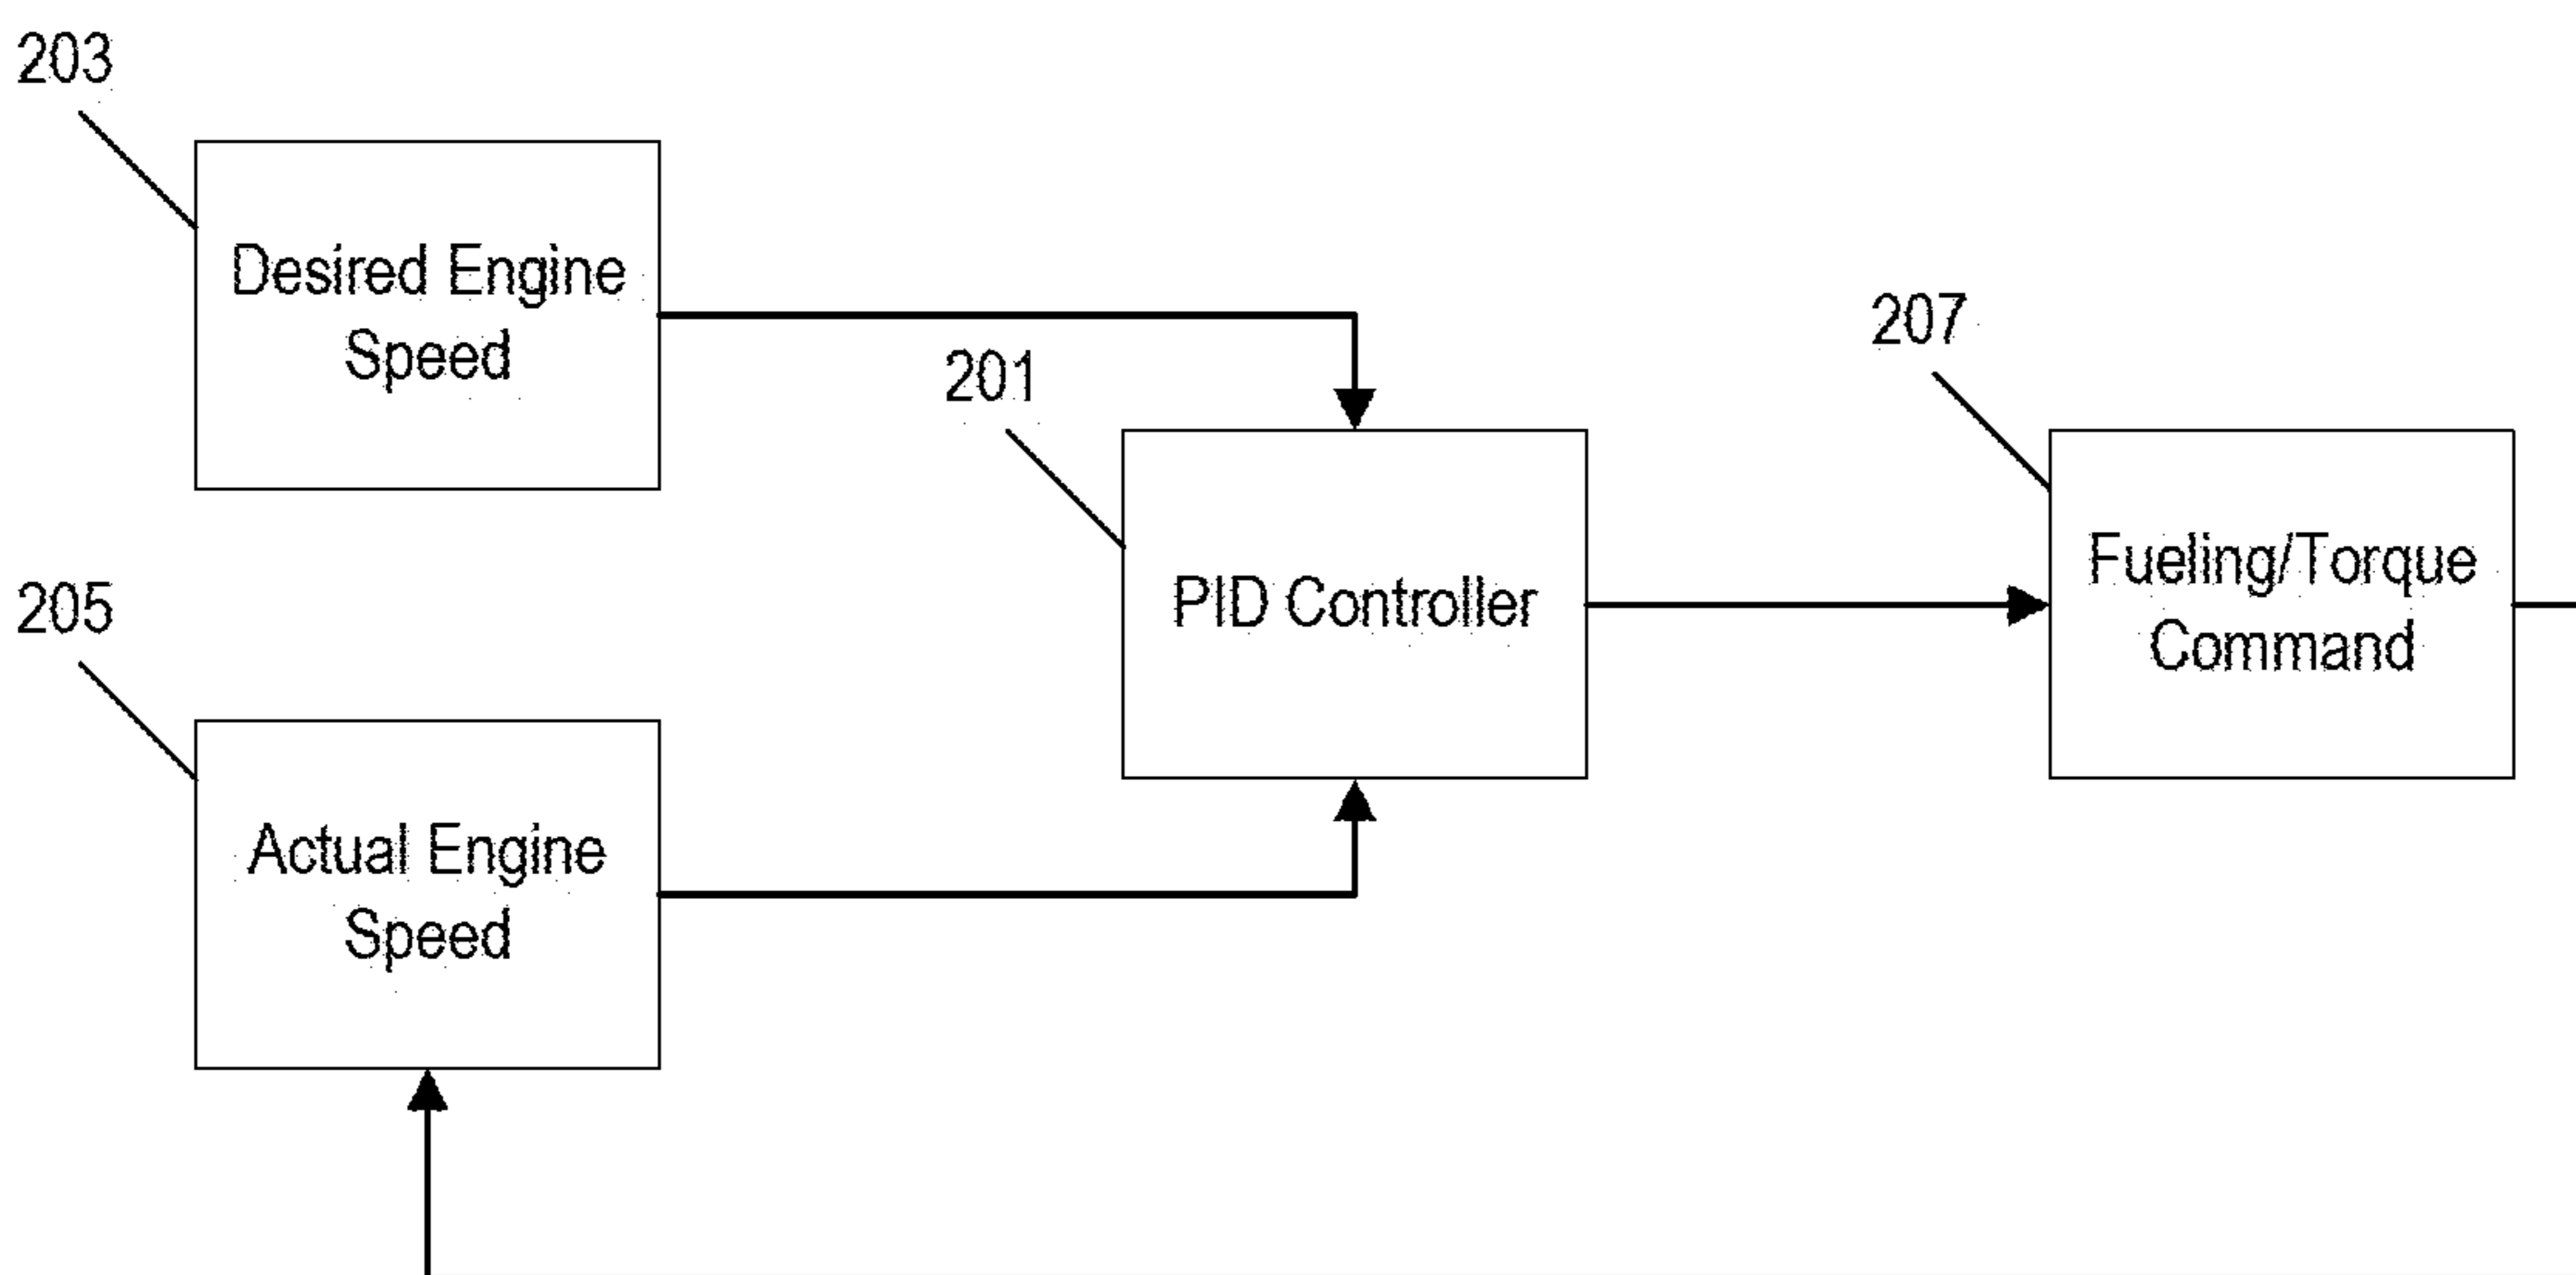 203
Desired Engine
Speed
201
207
PID Controller
Fueling/Torque
Command
205
Actual Engine
Speed